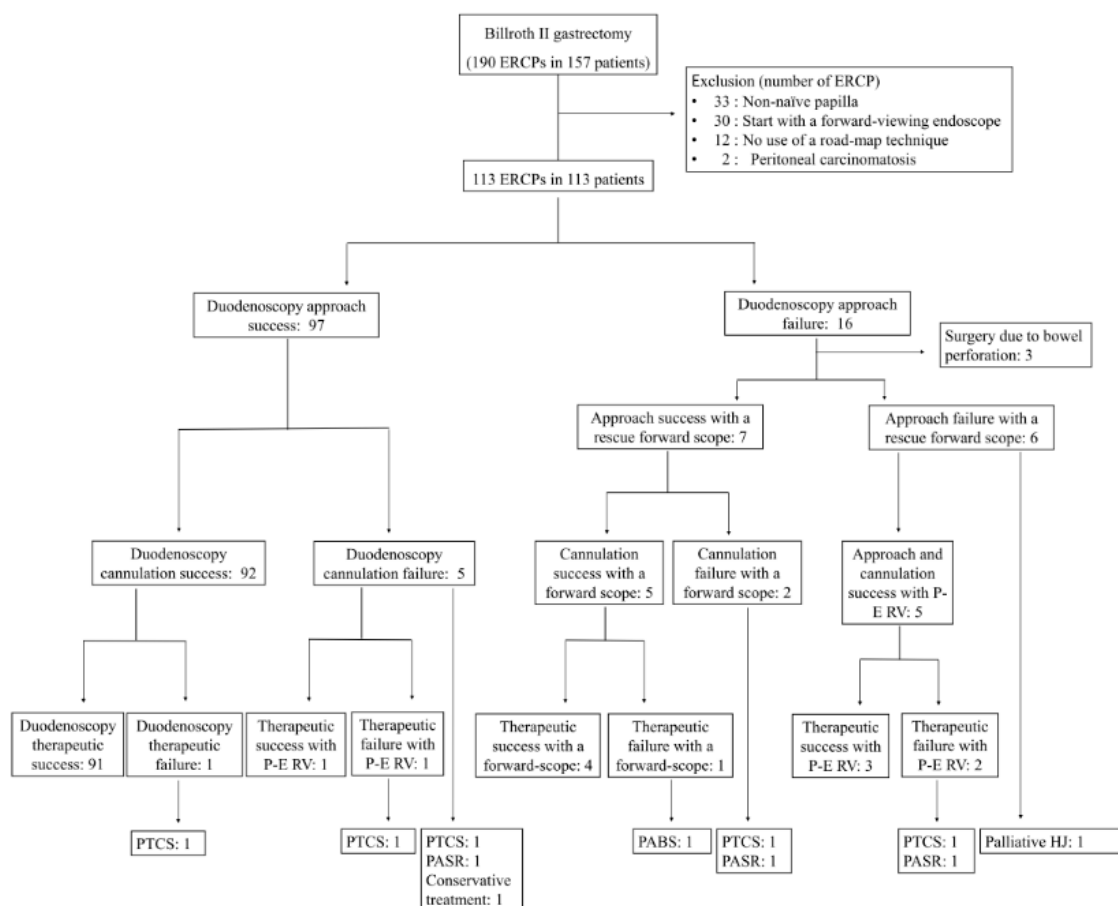 Billroth II gastrectomy
(190 ERCPs in 157 patients)
Exclusion (number of ERCP)
• 33 : Non-naïve papilla
• 30 : Start with a forward-viewing endoscope
• 12 : No use of a road-map technique
• 2 : Peritoneal carcinomatosis
113 ERCPs in 113 patients
Duodenoscopy approach
success: 97
Duodenoscopy approach
failure: 16
Surgery due to bowel
perforation: 3
Approach success with a
rescue forward scope: 7
Approach failure with a
rescue forward scope: 6
Duodenoscopy
cannulation success: 92
Duodenoscopy
cannulation failure: 5
Cannulation
success with a
forward scope: 5
Cannulation
failure with a
forward scope: 2
Approach and
cannulation
success with P-
E RV: 5
Duodenoscopy
therapeutic
success: 91
Duodenoscopy
therapeutic
failure: 1
Therapeutic
success with
P-E RV: 1
Therapeutic
failure with
P-E RV: 1
Therapeutic
success with a
forward-scope: 4
Therapeutic
failure with a
forward-scope: 1
Therapeutic
success with
P-E RV: 3
Therapeutic
failure with
P-E RV: 2
PTCS: 1
PTCS: 1
PTCS: 1
PASR: 1
Conservative
treatment: 1
PABS: 1
PTCS: 1
PASR: 1
PTCS: 1
PASR: 1
Palliative HJ: 1